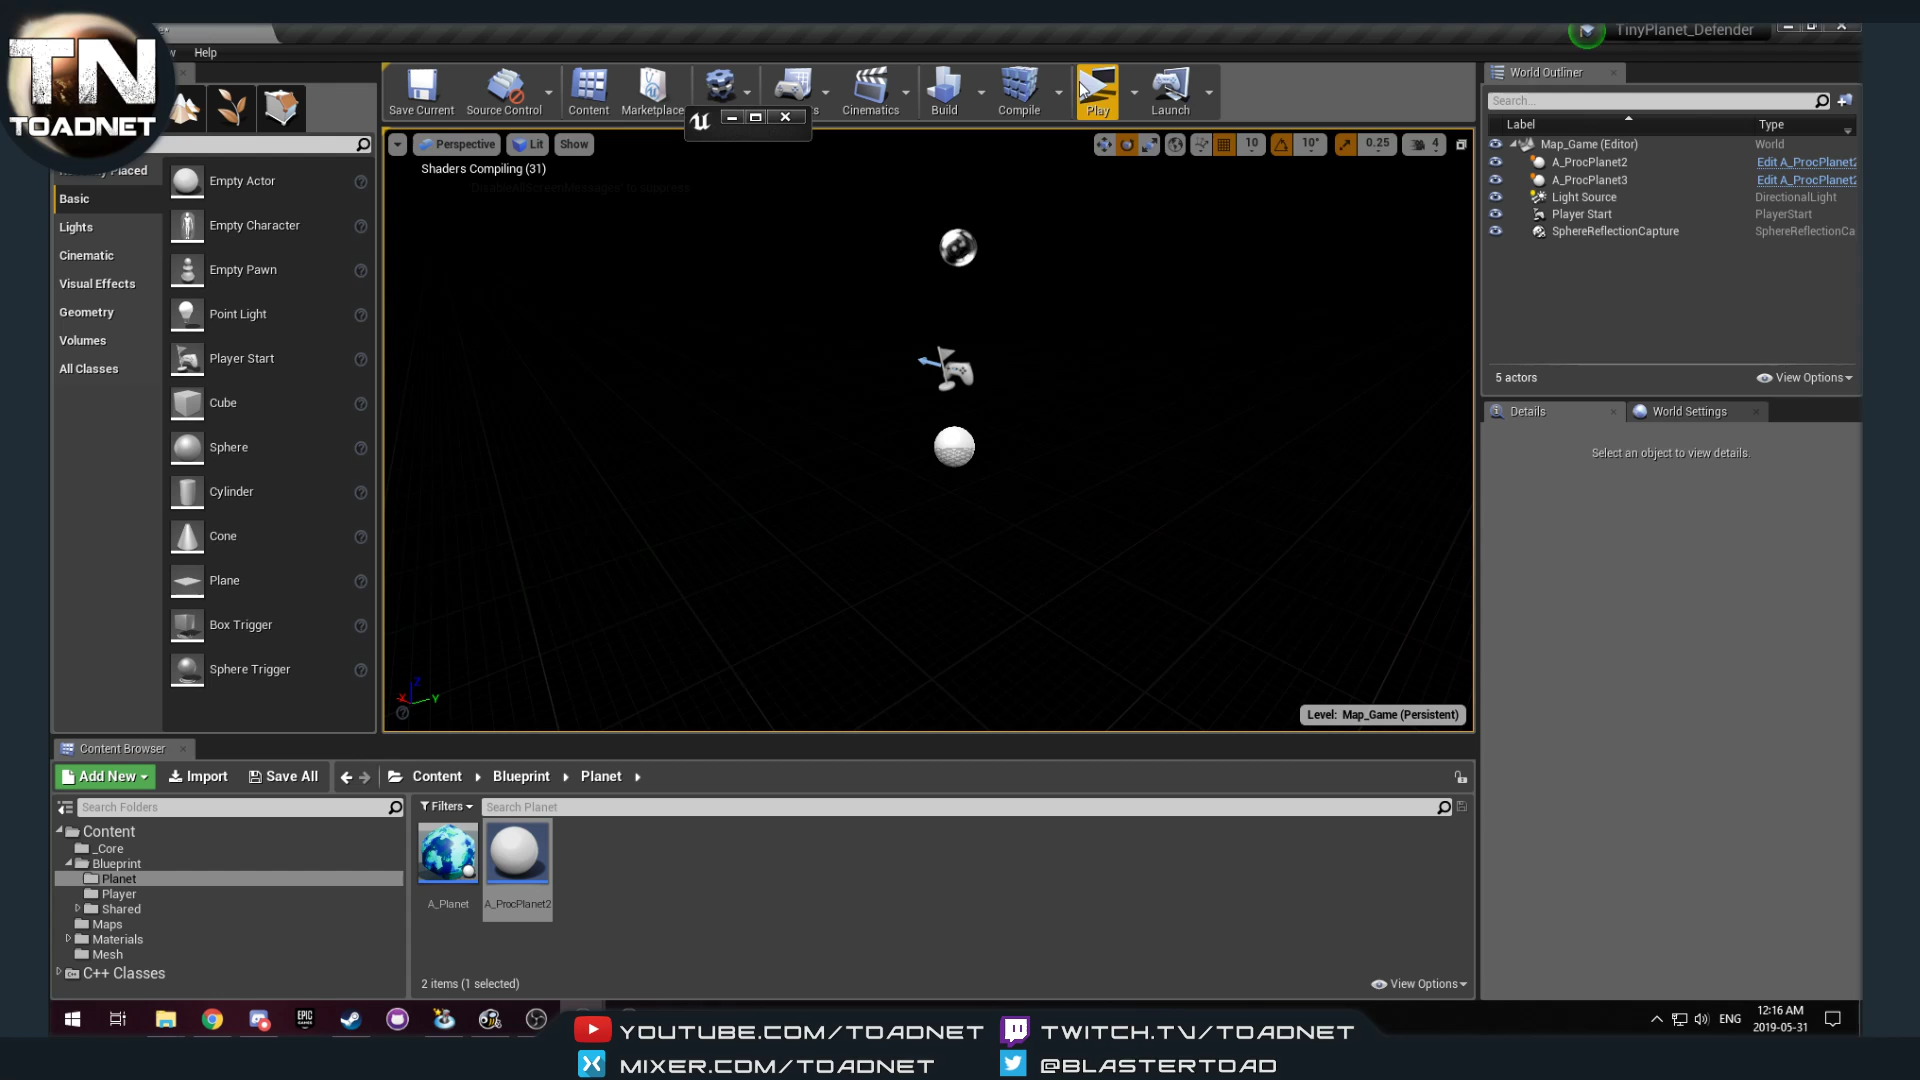 TN
TOADNET
Help
TinyPlanet_Defender
Save Current
Source Control
Content
Marketplace
Cinematics
Build
Compile
Play
Launch
Perspective
Lit
Show
10
10°
0.25
4
Shaders Compiling (31)
'DisableAllScreenMessages' to suppress
Placed
Basic
Lights
Cinematic
Visual Effects
Geometry
Volumes
All Classes
Empty Actor
Empty Character
Empty Pawn
Point Light
Player Start
Cube
Sphere
Cylinder
Cone
Plane
Box Trigger
Sphere Trigger
Z
X
Y
Level: Map_Game (Persistent)
World Outliner
Search...
Label
Type
Map_Game (Editor)
World
A_ProcPlanet2
Edit A_ProcPlanet2
A_ProcPlanet3
Edit A_ProcPlanet2
Light Source
DirectionalLight
Player Start
PlayerStart
SphereReflectionCapture
SphereReflectionCa
5 actors
View Options
Details
World Settings
Select an object to view details.
Content Browser
Add New
Import
Save All
Content
Blueprint
Planet
Search Folders
Filters
Search Planet
Content
_Core
Blueprint
Planet
Player
Shared
Maps
Materials
Mesh
C++ Classes
A_Planet
A_ProcPlanet2
2 items (1 selected)
View Options
EPIC
GAMES
ENG
12:16 AM
2019-05-31
YOUTUBE.COM/TOADNET
TWITCH.TV/TOADNET
MIXER.COM/TOADNET
@BLASTERTOAD